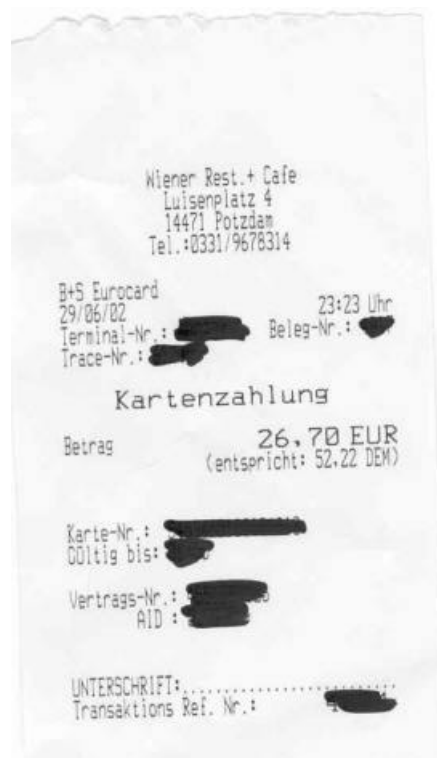 Wiener Rest.+ Cafe
Luisenplatz 4
14471 Potzdam
Tel.:0331/9678314
B+S Eurocard
29/06/02 23:23 Uhr
Terminal-Nr.: Beleg-Nr.:
Trace-Nr.:
Kartenzahlung
Betrag 26,70 EUR
(entspricht: 52,22 DEM)
Karte-Nr.:
Gültig bis:
Vertrags-Nr.:
AID :
UNTERSCHRIFT:......................
Transaktions Ref. Nr.: